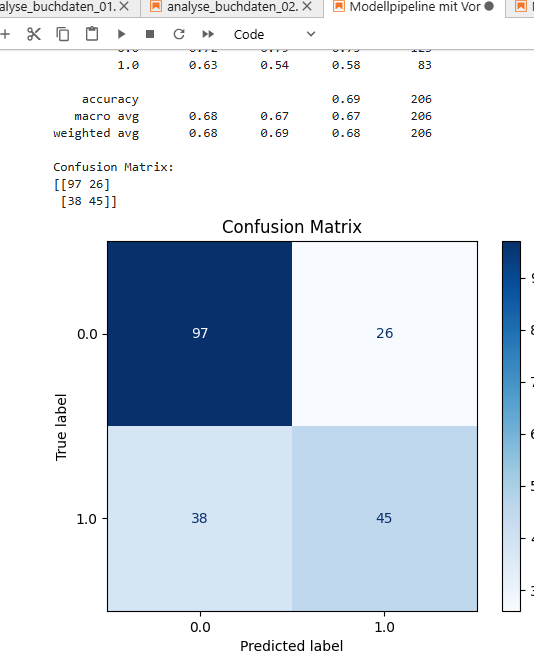 alyse_buchdaten_01. analyse_buchdaten_02. Modellpipeline mit Vor
Code
1.0 0.63 0.54 0.58 83
accuracy 0.69 206
macro avg 0.68 0.67 0.67 206
weighted avg 0.68 0.69 0.68 206
Confusion Matrix:
[[97 26]
[38 45]]
Confusion Matrix
0.0 97 26
True label
1.0 38 45
0.0 1.0
Predicted label